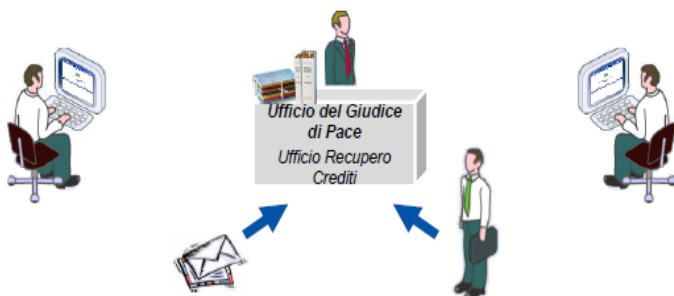 Ufficio del Giudice
di Pace
Ufficio Recupero
Crediti